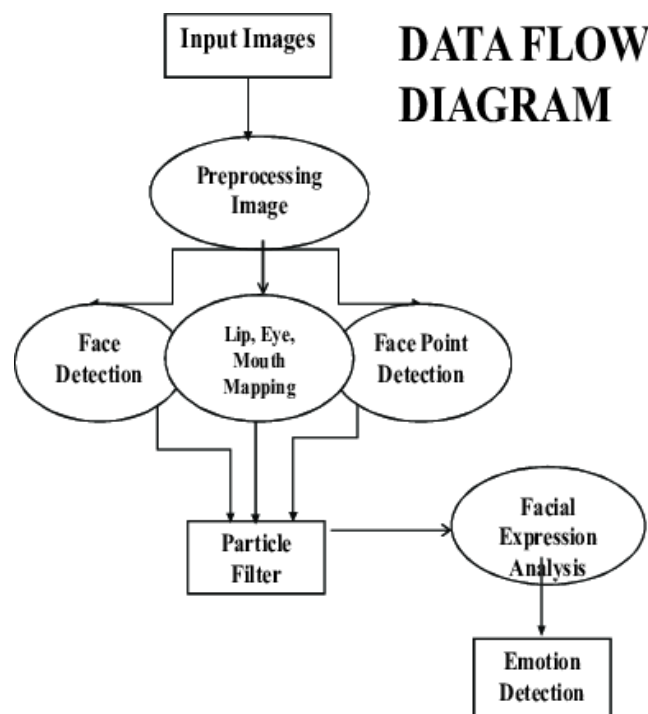 Input Images
DATA FLOW
DIAGRAM
Preprocessing
Image
Face
Detection
Lip, Eye,
Mouth
Mapping
Face Point
Detection
Particle
Filter
Facial
Expression
Analysis
Emotion
Detection